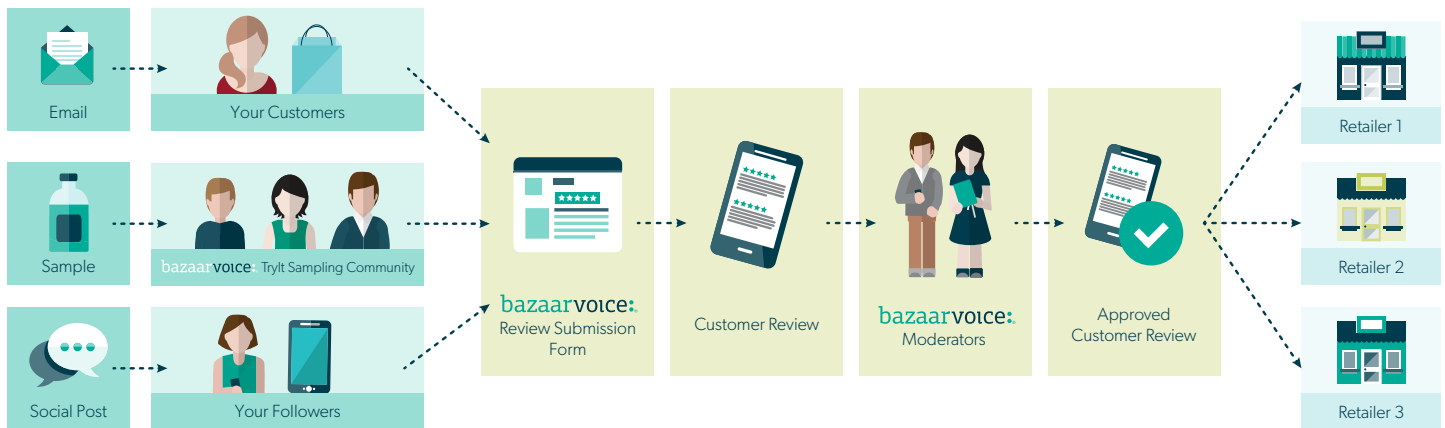 Email
Your Customers
Sample
bazaarvoice: TryIt Sampling Community
Social Post
Your Followers
bazaarvoice:
Review Submission
Form
Customer Review
bazaarvoice:
Moderators
Approved
Customer Review
Retailer 1
Retailer 2
Retailer 3